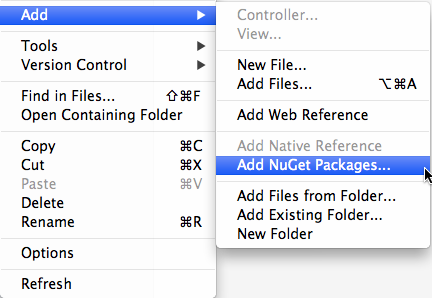 Add
Tools
Version Control
Find in Files... ⇧⌘F
Open Containing Folder
Copy ⌘C
Cut ⌘X
Paste ⌘V
Delete
Rename ⌘R
Options
Refresh
Controller...
View...
New File...
Add Files... ⌥⌘A
Add Web Reference
Add Native Reference
Add NuGet Packages...
Add Files from Folder...
Add Existing Folder...
New Folder